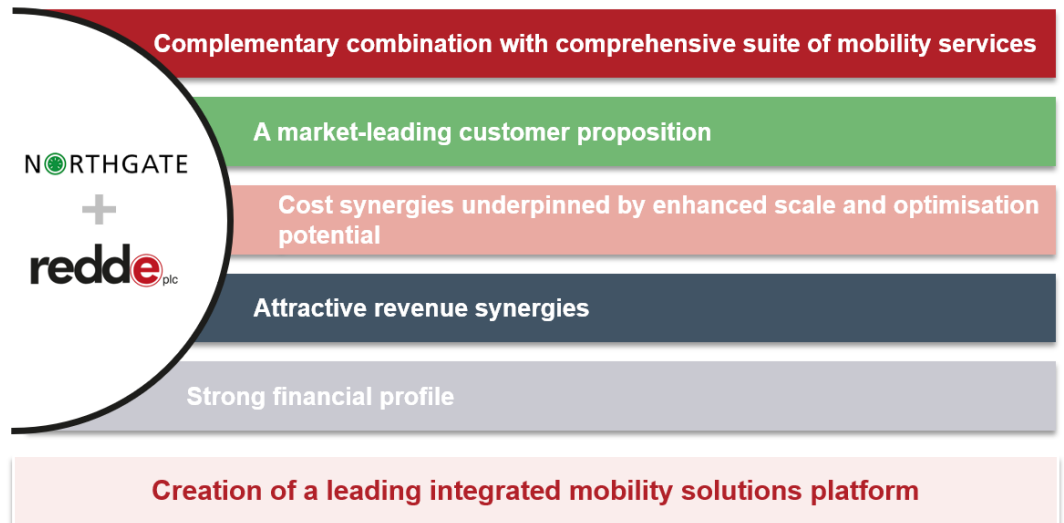 Complementary combination with comprehensive suite of mobility services
A market-leading customer proposition
NORTHGATE
+
redde plc
Cost synergies underpinned by enhanced scale and optimisation
potential
Attractive revenue synergies
Strong financial profile
Creation of a leading integrated mobility solutions platform